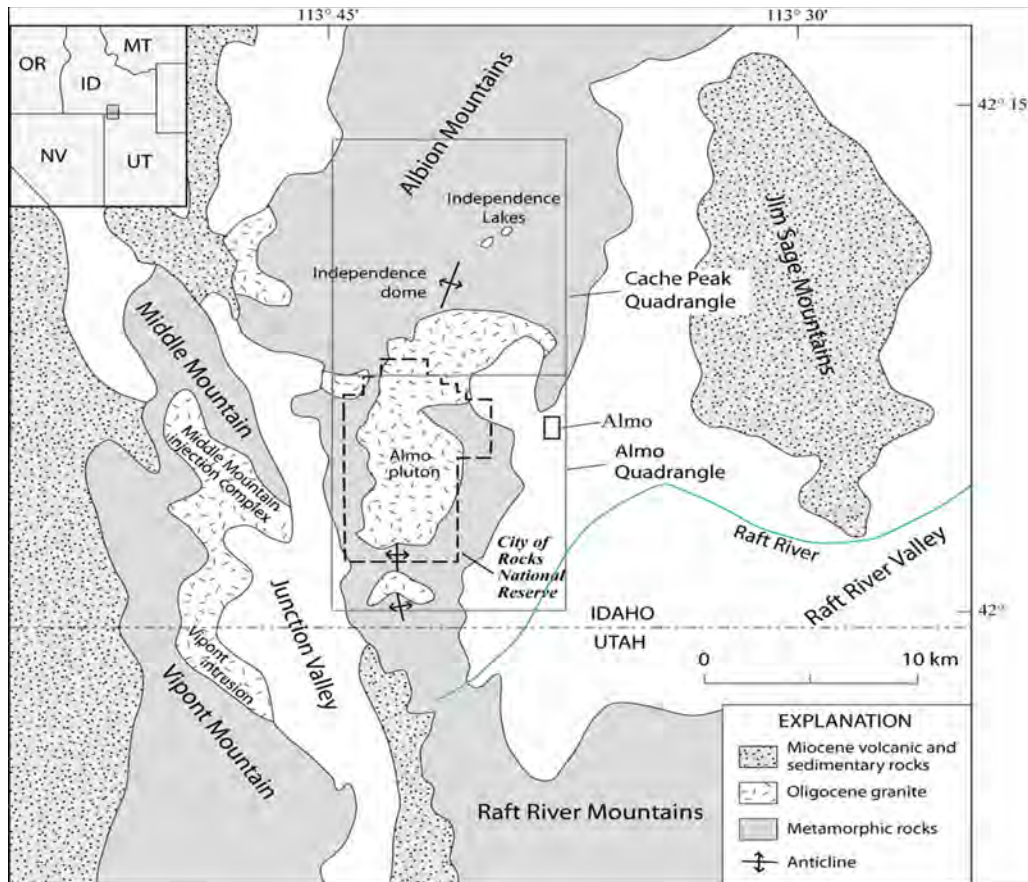 113° 45'
113° 30'
OR
MT
ID
NV
UT
42° 15'
Albion Mountains
Independence
Lakes
Independence
dome
Cache Peak
Quadrangle
JIm Sage Mountains
Middle Mountain
Middle Mountain
injection complex
Almo
Almo
pluton
Almo
Quadrangle
City of
Rocks
National
Reserve
Raft River
Raft River Valley
42°
IDAHO
UTAH
Junction Valley
Vipont
intrusion
Vipont Mountain
0
10 km
Raft River Mountains
EXPLANATION
Miocene volcanic and
sedimentary rocks
Oligocene granite
Metamorphic rocks
Anticline